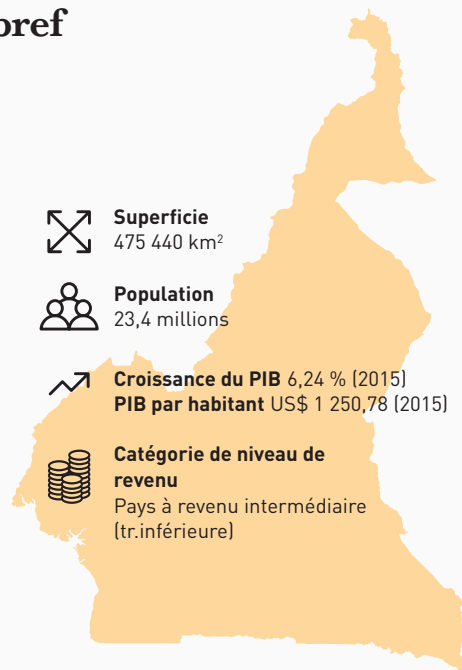 bref
Superficie
475 440 km²
Population
23,4 millions
Croissance du PIB 6,24 % (2015)
PIB par habitant US$ 1 250,78 (2015)
Catégorie de niveau de
revenu
Pays à revenu intermédiaire
(tr.inférieure)